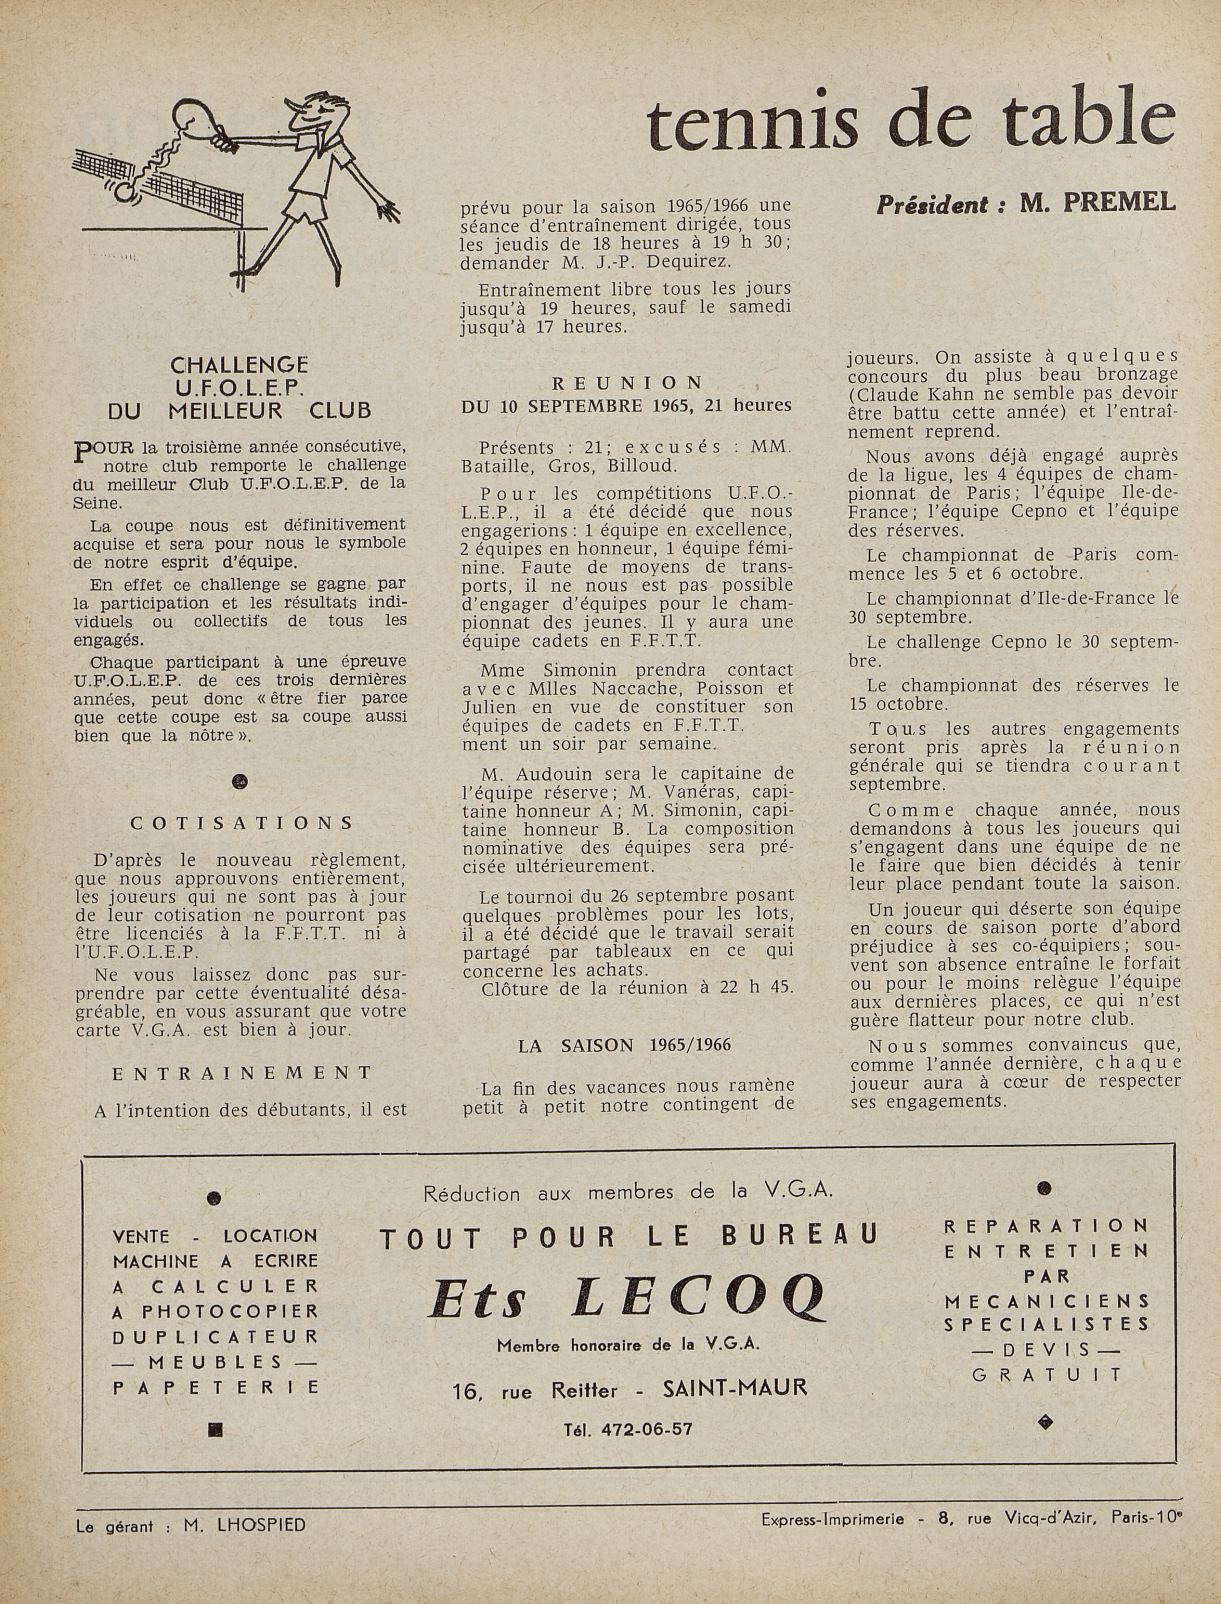 tennis de table
Président : M. PREMEL
CHALLENGE
U.F.O.L.E.P.
DU MEILLEUR CLUB
POUR la troisième année consécutive,
notre club remporte le challenge
du meilleur Club U.F.O.L.E.P. de la
Seine.
La coupe nous est définitivement
acquise et sera pour nous le symbole
de notre esprit d'équipe.
En effet ce challenge se gagne par
la participation et les résultats indi-
viduels ou collectifs de tous les
engagés.
Chaque participant à une épreuve
U.F.O.L.E.P. de ces trois dernières
années, peut donc « être fier parce
que cette coupe est sa coupe aussi
bien que la nôtre ».
COTISATIONS
D'après le nouveau règlement,
que nous approuvons entièrement,
les joueurs qui ne sont pas à jour
de leur cotisation ne pourront pas
être licenciés à la F.F.T.T. ni à
l'U.F.O.L.E.P.
Ne vous laissez donc pas sur-
prendre par cette éventualité désa-
gréable, en vous assurant que votre
carte V.G.A. est bien à jour.
ENTRAINEMENT
A l'intention des débutants, il est
prévu pour la saison 1965/1966 une
séance d'entraînement dirigée, tous
les jeudis de 18 heures à 19 h 30;
demander M. J.-P. Dequirez.
Entraînement libre tous les jours
jusqu'à 19 heures, sauf le samedi
jusqu'à 17 heures.
REUNION
DU 10 SEPTEMBRE 1965, 21 heures
Présents : 21; excusés : MM.
Bataille, Gros, Billoud.
Pour les compétitions U.F.O.-
L.E.P., il a été décidé que nous
engagerions : 1 équipe en excellence,
2 équipes en honneur, 1 équipe fémi-
nine. Faute de moyens de trans-
ports, il ne nous est pas possible
d'engager d'équipes pour le cham-
pionnat des jeunes. Il y aura une
équipe cadets en F.F.T.T.
Mme Simonin prendra contact
avec Mlles Naccache, Poisson et
Julien en vue de constituer son
équipes de cadets en F.F.T.T.
ment un soir par semaine.
M. Audouin sera le capitaine de
l'équipe réserve; M. Vanéras, capi-
taine honneur A; M. Simonin, capi-
taine honneur B. La composition
nominative des équipes sera pré-
cisée ultérieurement.
Le tournoi du 26 septembre posant
quelques problèmes pour les lots,
il a été décidé que le travail serait
partagé par tableaux en ce qui
concerne les achats.
Clôture de la réunion à 22 h 45.
LA SAISON 1965/1966
La fin des vacances nous ramène
petit à petit notre contingent de
joueurs. On assiste à quelques
concours du plus beau bronzage
(Claude Kahn ne semble pas devoir
être battu cette année) et l'entraî-
nement reprend.
Nous avons déjà engagé auprès
de la ligue, les 4 équipes de cham-
pionnat de Paris; l'équipe Ile-de-
France; l'équipe Cepno et l'équipe
des réserves.
Le championnat de Paris com-
mence les 5 et 6 octobre.
Le championnat d'Ile-de-France le
30 septembre.
Le challenge Cepno le 30 septem-
bre.
Le championnat des réserves le
15 octobre.
Tous les autres engagements
seront pris après la réunion
générale qui se tiendra courant
septembre.
Comme chaque année, nous
demandons à tous les joueurs qui
s'engagent dans une équipe de ne
le faire que bien décidés à tenir
leur place pendant toute la saison.
Un joueur qui déserte son équipe
en cours de saison porte d'abord
préjudice à ses co-équipiers; sou-
vent son absence entraîne le forfait
ou pour le moins relègue l'équipe
aux dernières places, ce qui n'est
guère flatteur pour notre club.
Nous sommes convaincus que,
comme l'année dernière, chaque
joueur aura à cœur de respecter
ses engagements.
VENTE - LOCATION
MACHINE A ECRIRE
A CALCULER
A PHOTOCOPIER
DUPLICATEUR
— MEUBLES —
PAPETERIE
Réduction aux membres de la V.G.A.
TOUT POUR LE BUREAU
Ets LECOQ
Membre honoraire de la V.G.A.
16, rue Reitter - SAINT-MAUR
Tél. 472-06-57
REPARATION
ENTRETIEN
PAR
MECANICIENS
SPECIALISTES
— DEVIS —
GRATUIT
Le gérant : M. LHOSPIED
Express-Imprimerie - 8, rue Vicq-d'Azir, Paris-10e